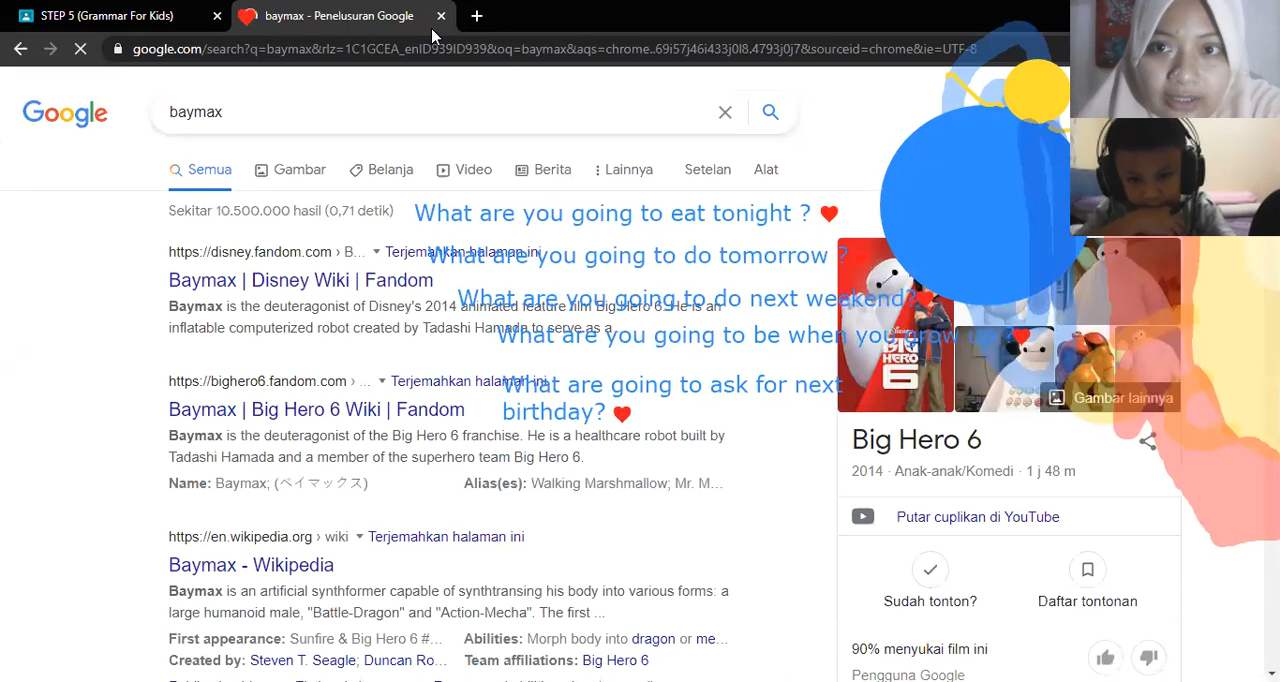 STEP 5 (Grammar For Kids)
baymax - Penelusuran Google
google.com/search?q=baymax&rlz=1C1GCEA_enID939ID939&oq=baymax&aqs=chrome..69i57j46i433j0l8.4793j0j7&sourceid=chrome&ie=UTF-8
Google
baymax
Semua Gambar Belanja Video Berita Lainnya Setelan Alat
Sekitar 10.500.000 hasil (0,71 detik)
What are you going to eat tonight ? ❤
https://disney.fandom.com › B... Terjemahkan halaman ini
What are you going to do tomorrow ?
Baymax | Disney Wiki | Fandom
What are you going to do next weekend?
Baymax is the deuteragonist of Disney's 2014 animated feature film Big Hero 6. He is an
inflatable computerized robot created by Tadashi Hamada to serve as a
What are you going to be when you grow up ?
https://bighero6.fandom.com › ... Terjemahkan halaman ini
What are going to ask for next
birthday? ❤
Baymax | Big Hero 6 Wiki | Fandom
Baymax is the deuteragonist of the Big Hero 6 franchise. He is a healthcare robot built by
Tadashi Hamada and a member of the superhero team Big Hero 6.
Name: Baymax; (ベイマックス) Alias(es): Walking Marshmallow; Mr. M...
https://en.wikipedia.org › wiki Terjemahkan halaman ini
Baymax - Wikipedia
Baymax is an artificial synthformer capable of synthtransing his body into various forms: a
large humanoid male, "Battle-Dragon" and "Action-Mecha". The first ...
First appearance: Sunfire & Big Hero 6 #... Abilities: Morph body into dragon or me...
Created by: Steven T. Seagle; Duncan Ro... Team affiliations: Big Hero 6
BIG
HERO
6
Gambar lainnya
Big Hero 6
2014 · Anak-anak/Komedi · 1 j 48 m
Putar cuplikan di YouTube
Sudah tonton? Daftar tontonan
90% menyukai film ini
Pengguna Google